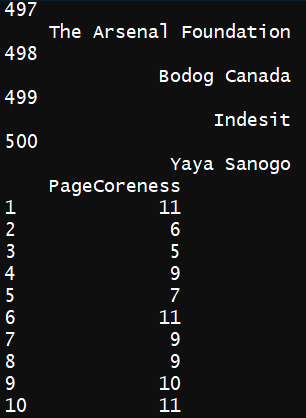 497
The Arsenal Foundation
498
Bodog Canada
499
Indesit
500
Yaya Sanogo
PageCoreness
1 11
2 6
3 5
4 9
5 7
6 11
7 9
8 9
9 10
10 11